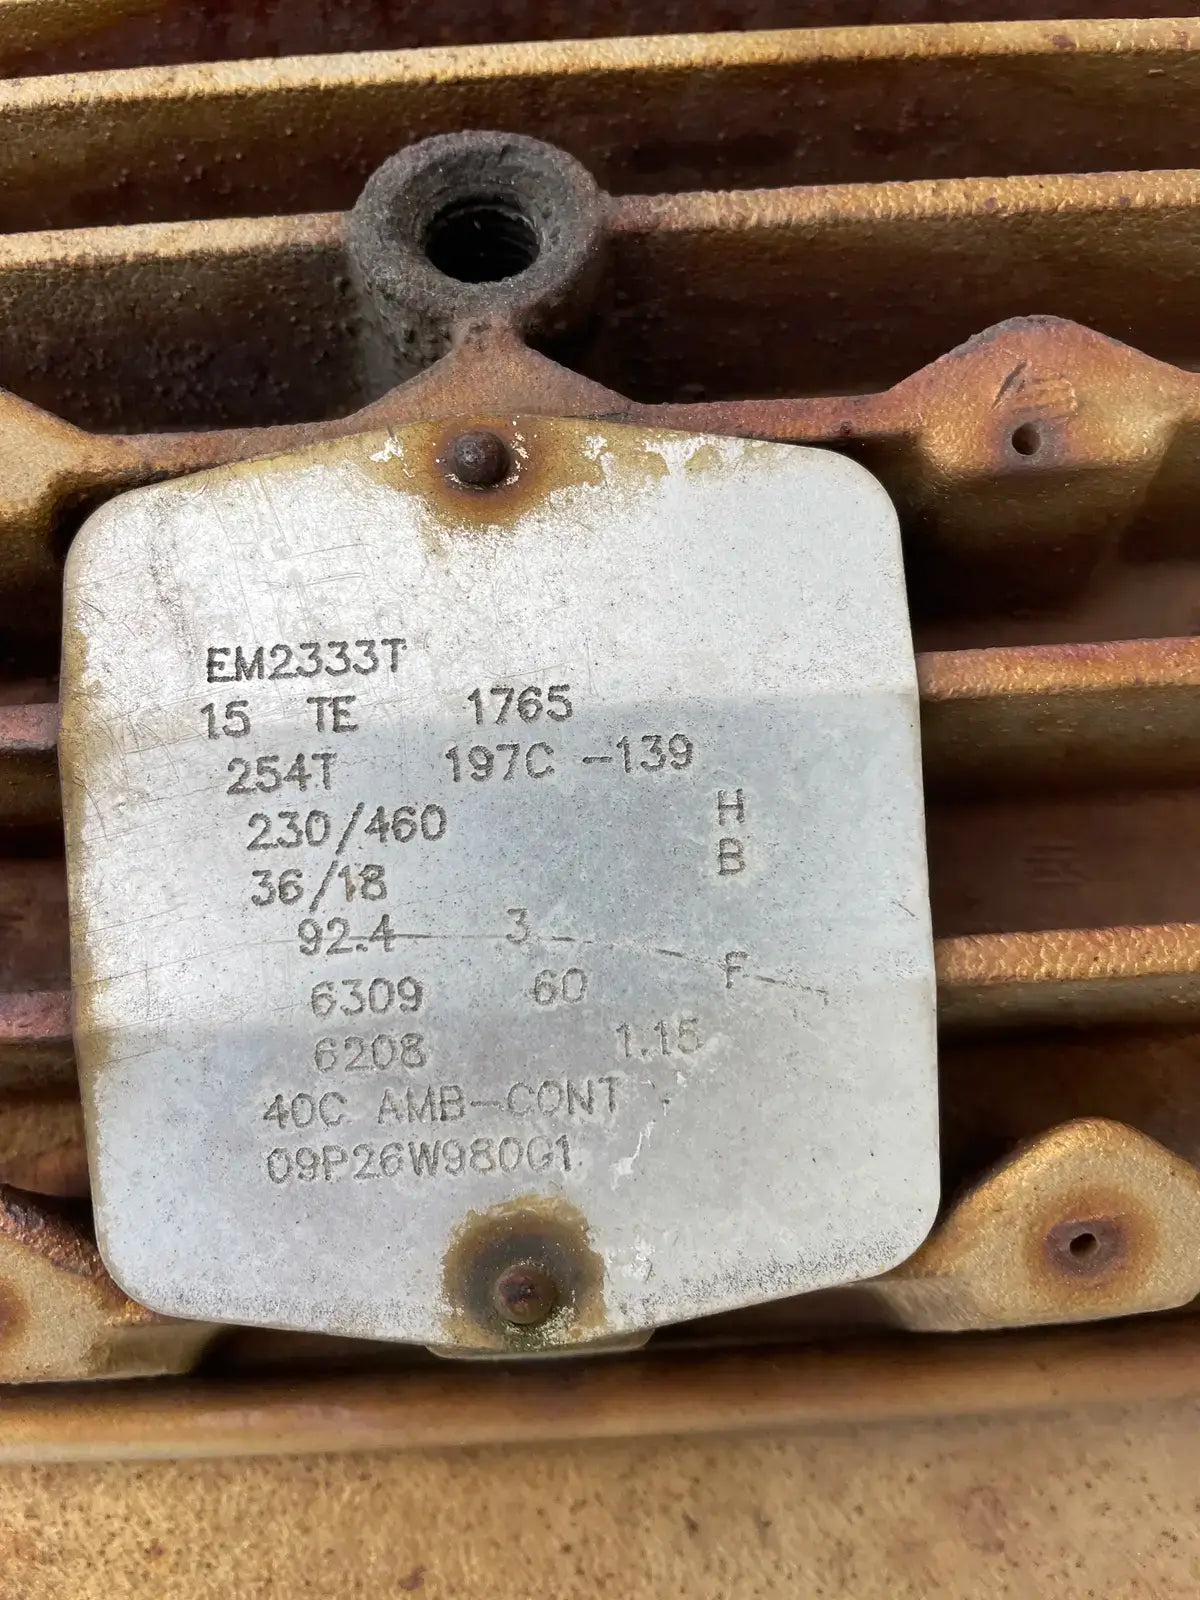 EM2333T
15 TE 1765
254T 197C -139
230/460 H
36/18 B
92.4 3
6309 60 F
6208 1.15
40C AMB-CONT
09P26W980G1